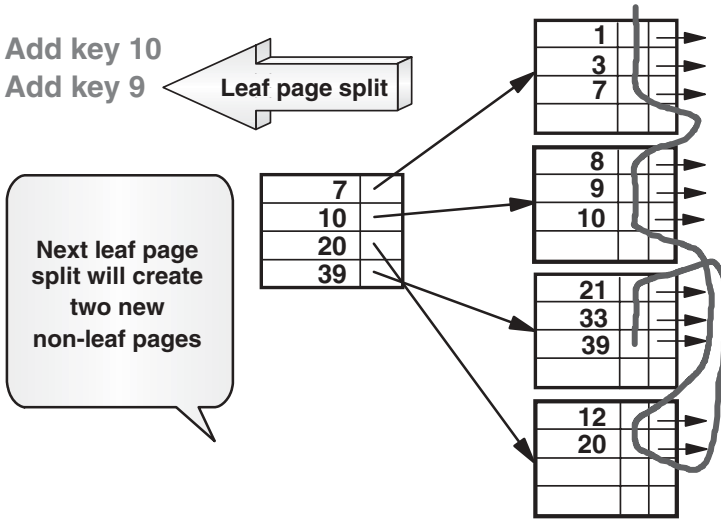 Add key 10
Add key 9
Leaf page split
Next leaf page
split will create
two new
non-leaf pages
7
10
20
39
1
3
7
8
9
10
21
33
39
12
20